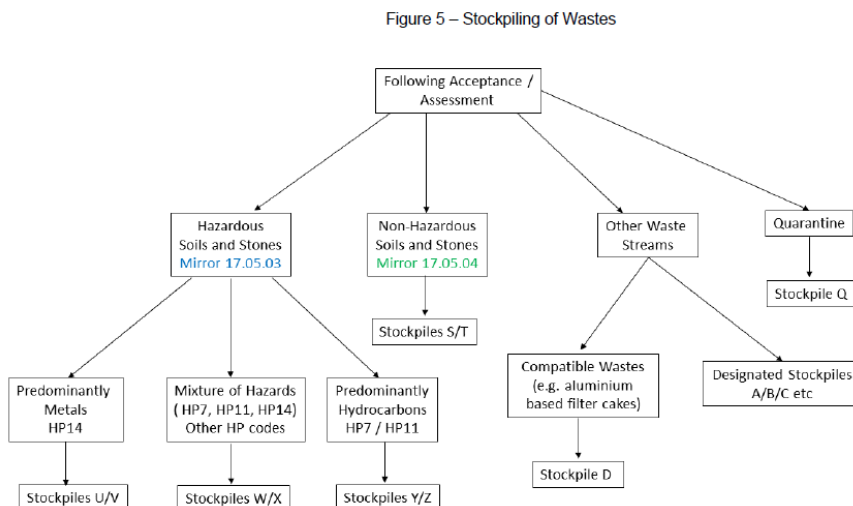 Figure 5 – Stockpiling of Wastes
Following Acceptance /
Assessment
Hazardous
Soils and Stones
Mirror 17.05.03
Non-Hazardous
Soils and Stones
Mirror 17.05.04
Other Waste
Streams
Quarantine
Stockpile Q
Stockpiles S/T
Predominantly
Metals
HP14
Mixture of Hazards
( HP7, HP11, HP14)
Other HP codes
Predominantly
Hydrocarbons
HP7 / HP11
Compatible Wastes
(e.g. aluminium
based filter cakes)
Designated Stockpiles
A/B/C etc
Stockpiles U/V
Stockpiles W/X
Stockpiles Y/Z
Stockpile D